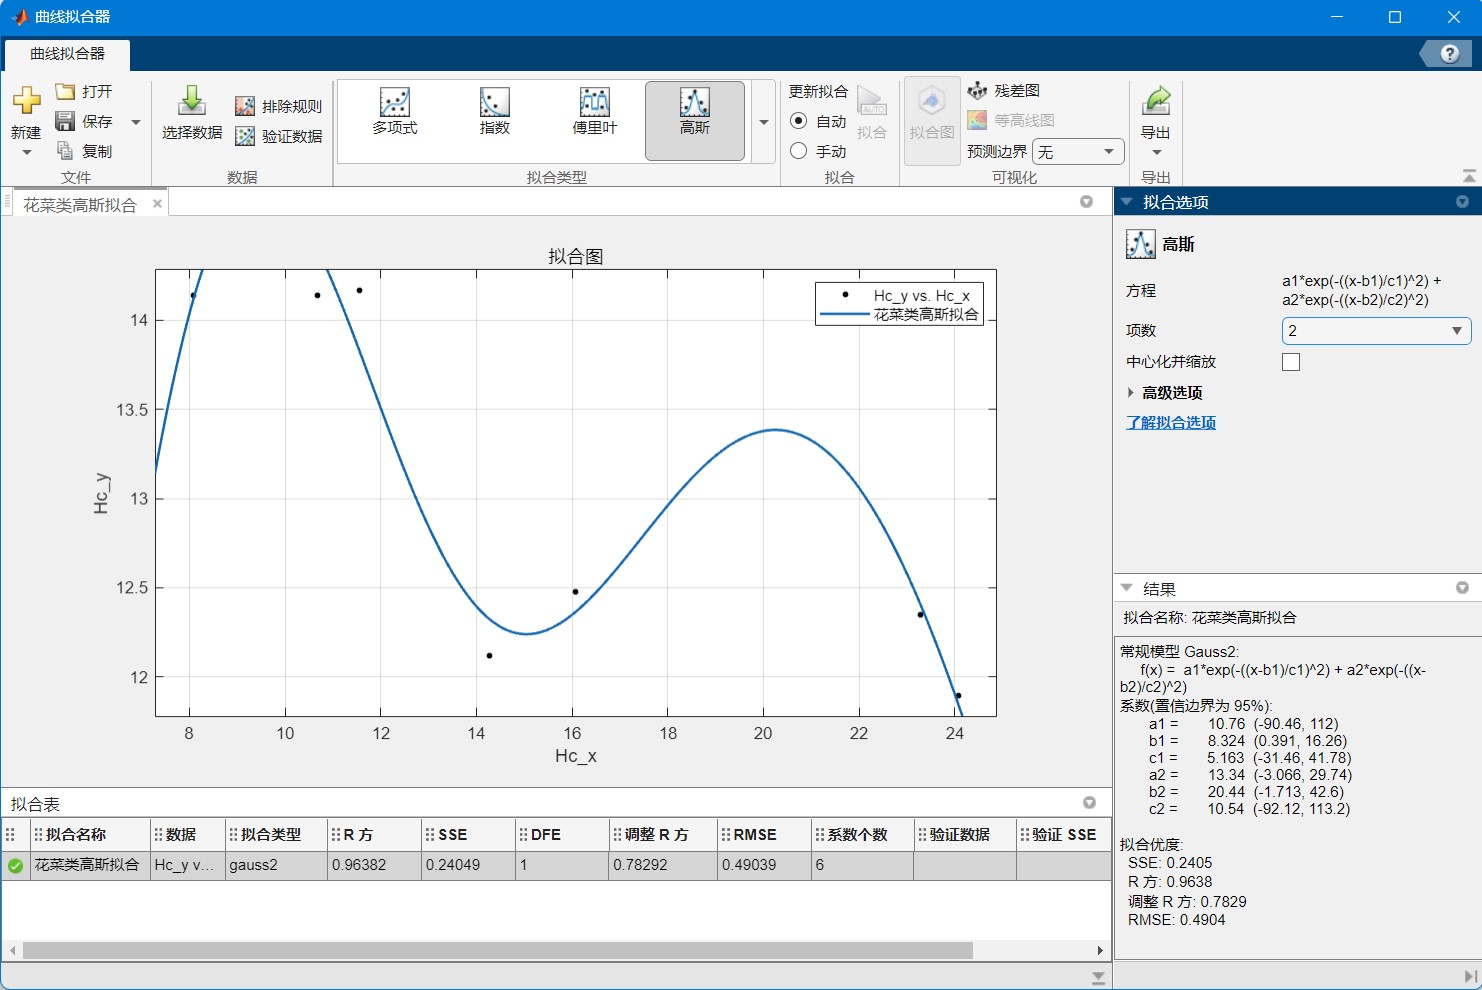 曲线拟合器
曲线拟合器
新建
打开
保存
复制
文件
选择数据
排除规则
验证数据
数据
多项式
指数
傅里叶
高斯
拟合类型
更新拟合
自动
手动
AUTO
拟合
拟合
拟合图
残差图
等高线图
预测边界 无
可视化
导出
导出
花菜类高斯拟合
拟合图
Hc_y vs. Hc_x
花菜类高斯拟合
14
13.5
13
12.5
12
Hc_y
8 10 12 14 16 18 20 22 24
Hc_x
拟合表
拟合名称 数据 拟合类型 R 方 SSE DFE 调整 R 方 RMSE 系数个数 验证数据 验证 SSE
花菜类高斯拟合 Hc_y v... gauss2 0.96382 0.24049 1 0.78292 0.49039 6
拟合选项
高斯
方程 a1*exp(-((x-b1)/c1)^2) +
a2*exp(-((x-b2)/c2)^2)
项数 2
中心化并缩放
高级选项
了解拟合选项
结果
拟合名称: 花菜类高斯拟合
常规模型 Gauss2:
f(x) = a1*exp(-((x-b1)/c1)^2) + a2*exp(-((x-
b2)/c2)^2)
系数(置信边界为 95%):
a1 = 10.76 (-90.46, 112)
b1 = 8.324 (0.391, 16.26)
c1 = 5.163 (-31.46, 41.78)
a2 = 13.34 (-3.066, 29.74)
b2 = 20.44 (-1.713, 42.6)
c2 = 10.54 (-92.12, 113.2)
拟合优度:
SSE: 0.2405
R 方: 0.9638
调整 R 方: 0.7829
RMSE: 0.4904